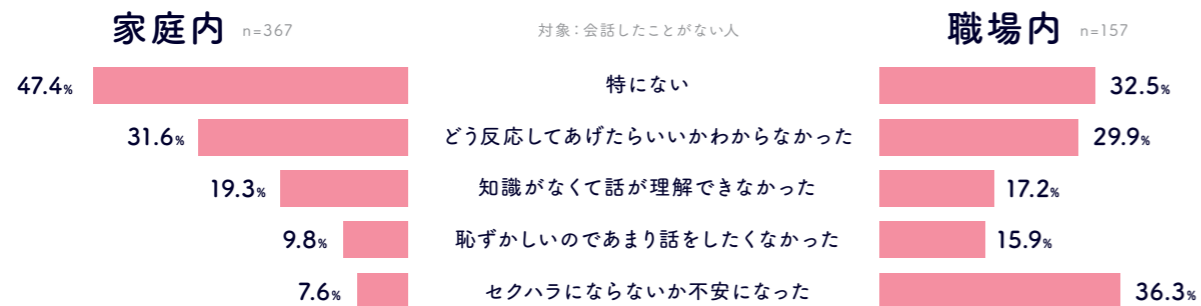 家庭内 n=367 対象：会話したことがない人 職場内 n=157
47.4% 特にない 32.5%
31.6% どう反応してあげたらいいかわからなかった 29.9%
19.3% 知識がなくて話が理解できなかった 17.2%
9.8% 恥ずかしいのであまり話をしたくなかった 15.9%
7.6% セクハラにならないか不安になった 36.3%